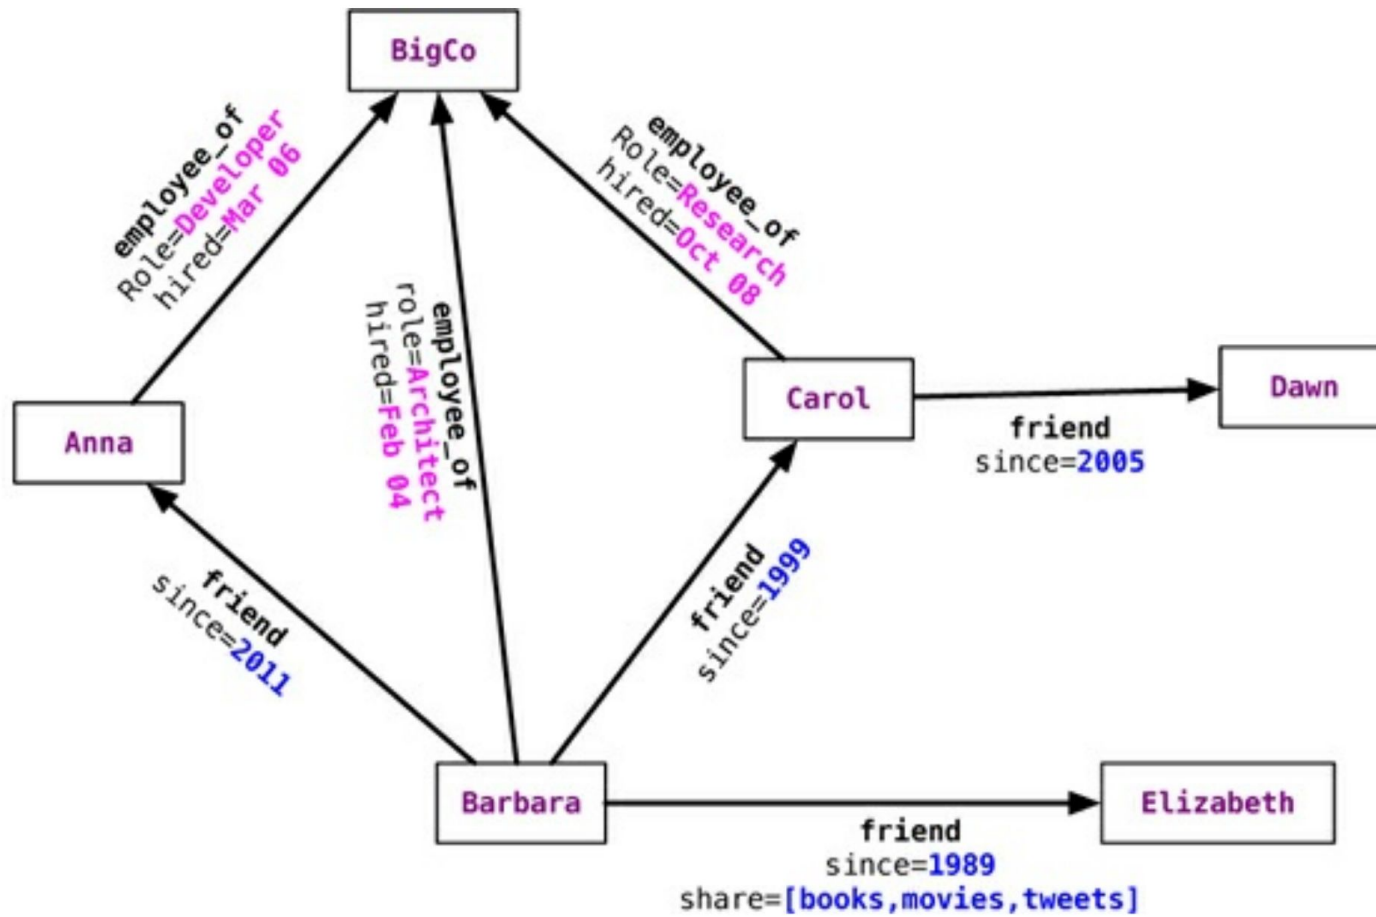 BigCo
employee_of
Role=Developer
hired=Mar 06
employee_of
Role=Research
hired=Oct 08
employee_of
role=Architect
hired=Feb 04
Anna
Carol
Dawn
friend
since=2005
friend
since=2011
friend
since=1999
Barbara
Elizabeth
friend
since=1989
share=[books,movies,tweets]